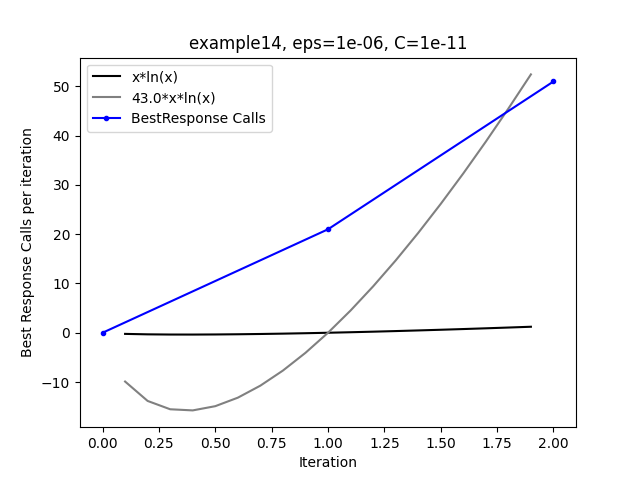 example14, eps=1e-06, C=1e-11
x*ln(x)
43.0*x*ln(x)
BestResponse Calls
Best Response Calls per iteration
50
40
30
20
10
0
−10
0.00 0.25 0.50 0.75 1.00 1.25 1.50 1.75 2.00
Iteration